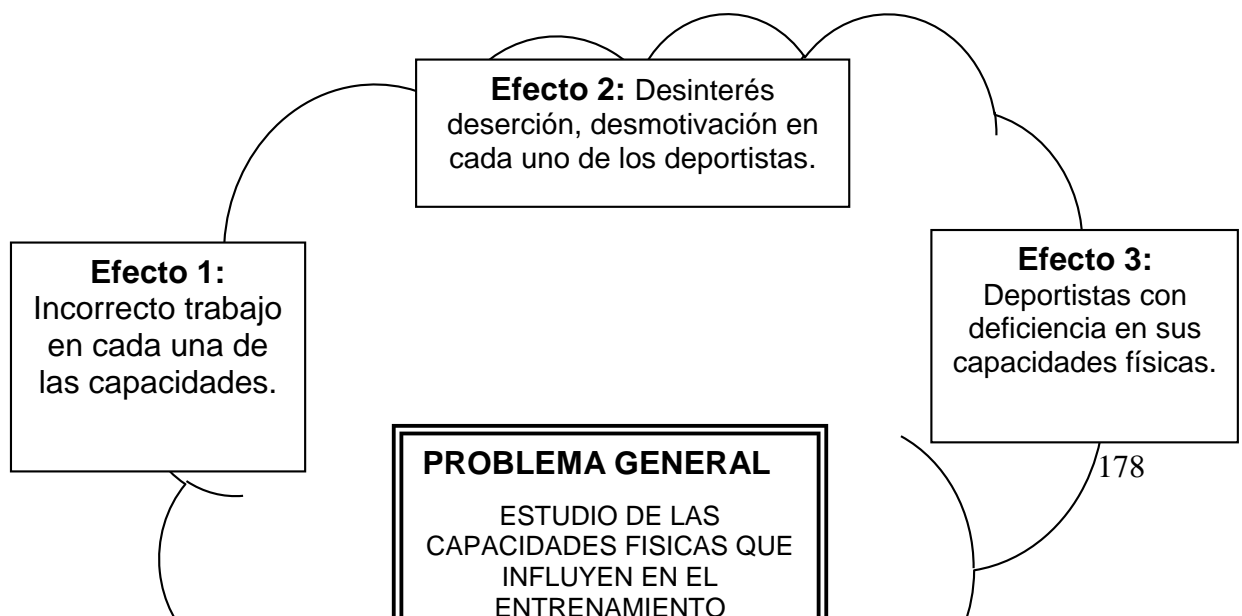 Efecto 2: Desinterés
deserción, desmotivación en
cada uno de los deportistas.
Efecto 1:
Incorrecto trabajo
en cada una de
las capacidades.
Efecto 3:
Deportistas con
deficiencia en sus
capacidades físicas.
PROBLEMA GENERAL
ESTUDIO DE LAS
CAPACIDADES FISICAS QUE
INFLUYEN EN EL
ENTRENAMIENTO
178